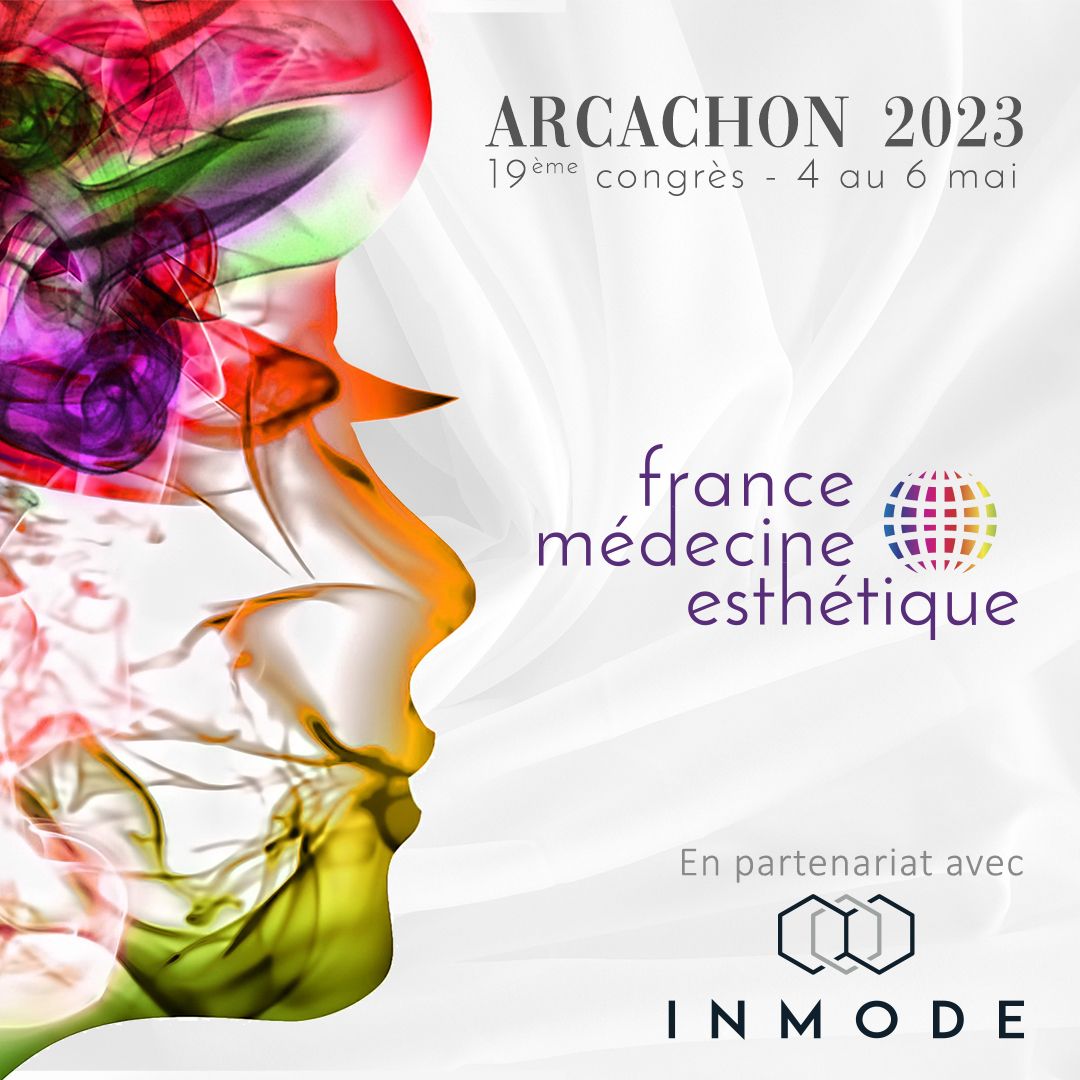 ARCACHON 2023
19ème congrès - 4 au 6 mai
france
médecine
esthétique
En partenariat avec
INMODE